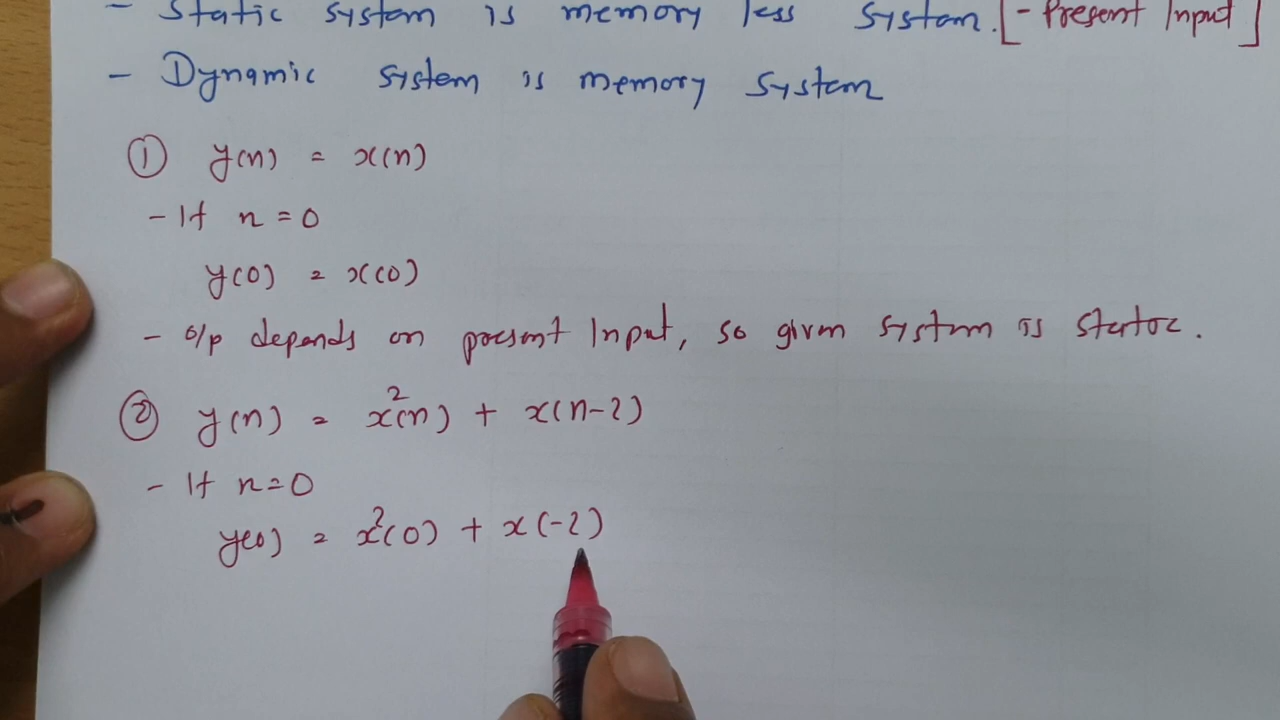 - Static system is memory less system. [- Present Input]
- Dynamic system is memory system
① y(n) = x(n)
- If n = 0
y(0) = x(0)
- o/p depends on present Input, so given system is static.
② y(n) = x²(n) + x(n-2)
- If n=0
y(0) = x²(0) + x(-2)